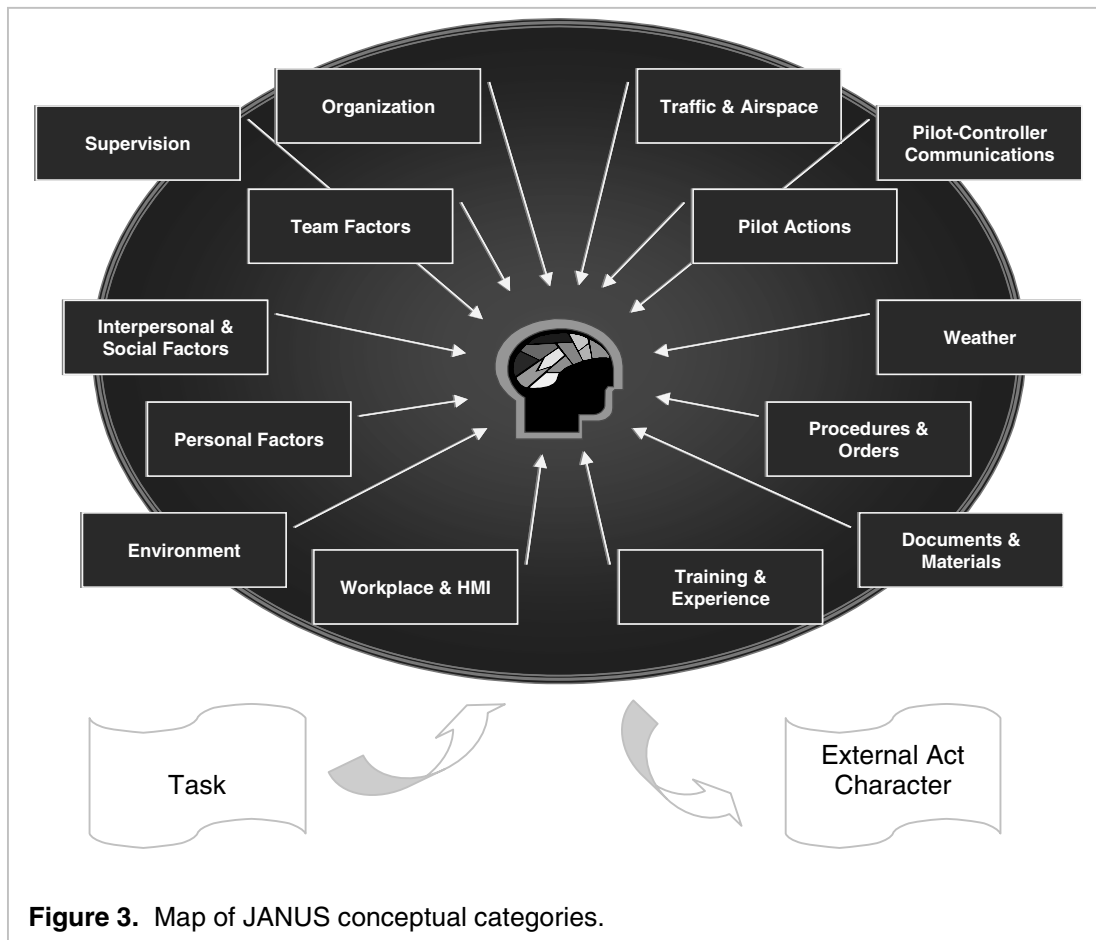 Organization
Traffic & Airspace
Supervision
Pilot-Controller
Communications
Team Factors
Pilot Actions
Interpersonal &
Social Factors
Weather
Personal Factors
Procedures &
Orders
Environment
Documents &
Materials
Workplace & HMI
Training &
Experience
Task
External Act
Character
Figure 3. Map of JANUS conceptual categories.